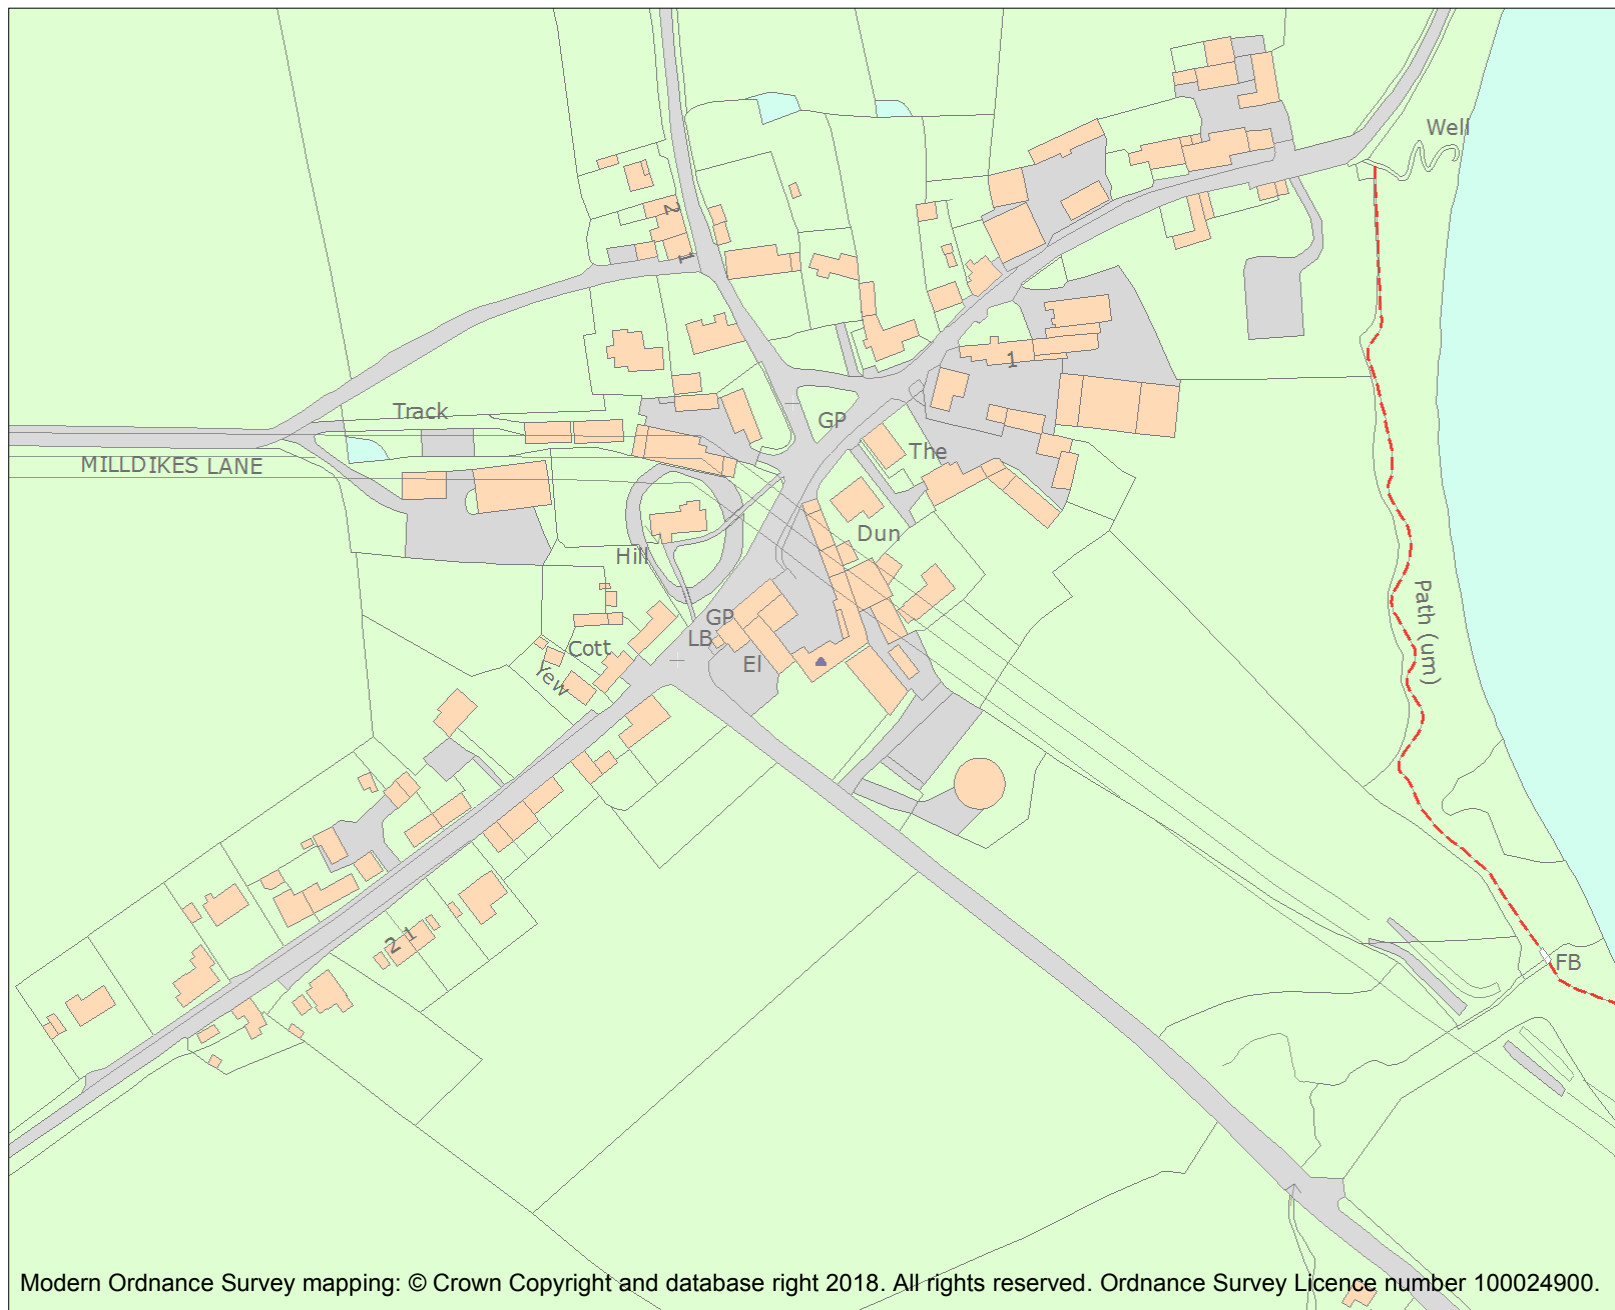 Well
2
1
1
Track
GP
The
MILLDIKES LANE
Dun
Hill
Path (um)
GP
LB
Cott
El
Yew
2 1
FB
Modern Ordnance Survey mapping: © Crown Copyright and database right 2018. All rights reserved. Ordnance Survey Licence number 100024900.